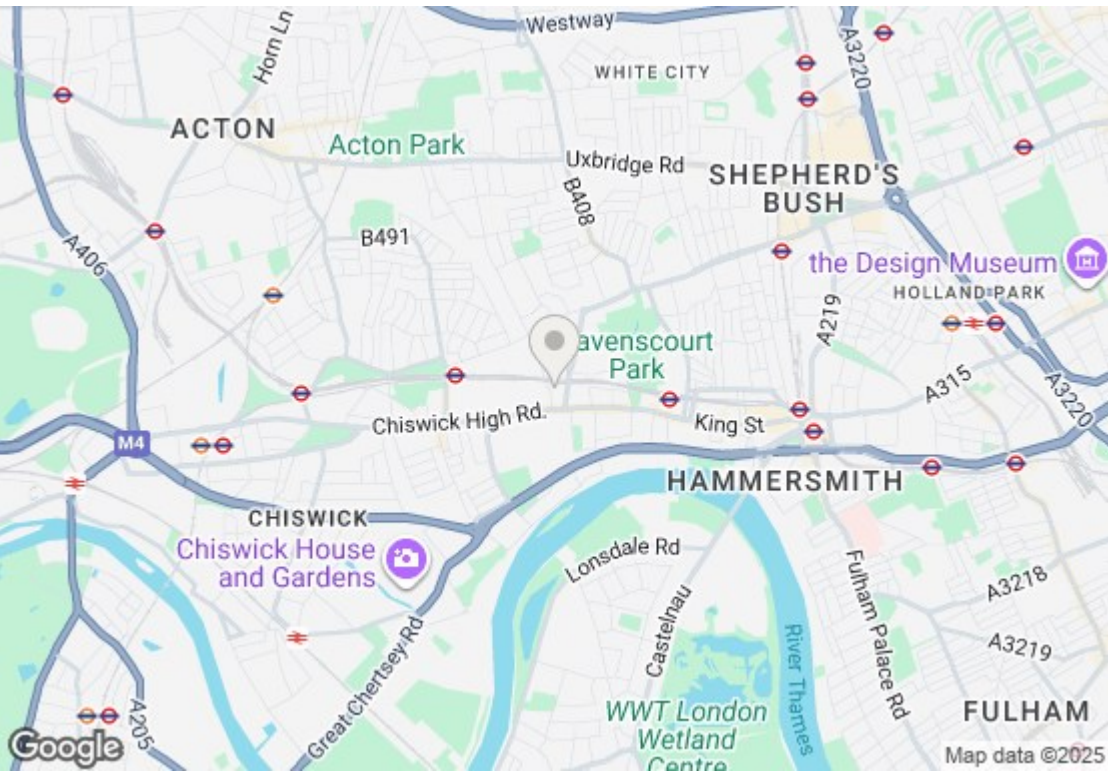 Westway
Horn Ln
A3220
WHITE CITY
ACTON
Acton Park
Uxbridge Rd
SHEPHERD'S
BUSH
B408
B491
A406
the Design Museum
HOLLAND PARK
A219
avenscourt
Park
A315
A3220
Chiswick High Rd.
King St
M4
HAMMERSMITH
CHISWICK
Chiswick House
and Gardens
Lonsdale Rd
Fulham Palace Rd
A3218
Castelnau
River Thames
A3219
Great Chertsey Rd
A205
WWT London
Wetland
Centre
FULHAM
Google
Map data ©2025